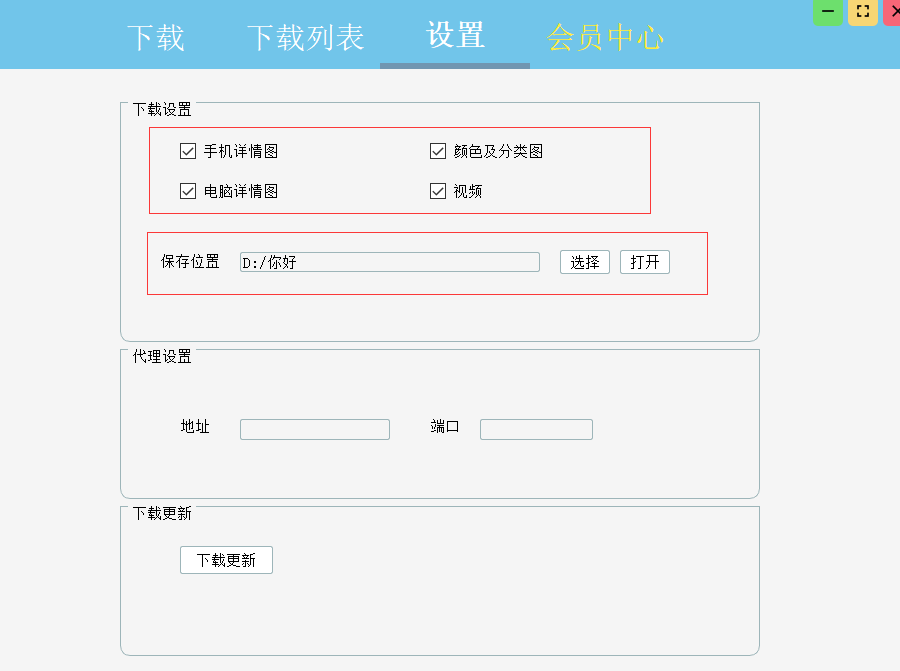 下载 下载列表 设置 会员中心
下载设置
手机详情图 颜色及分类图
电脑详情图 视频
保存位置 D:/你好 选择 打开
代理设置
地址 端口
下载更新
下载更新